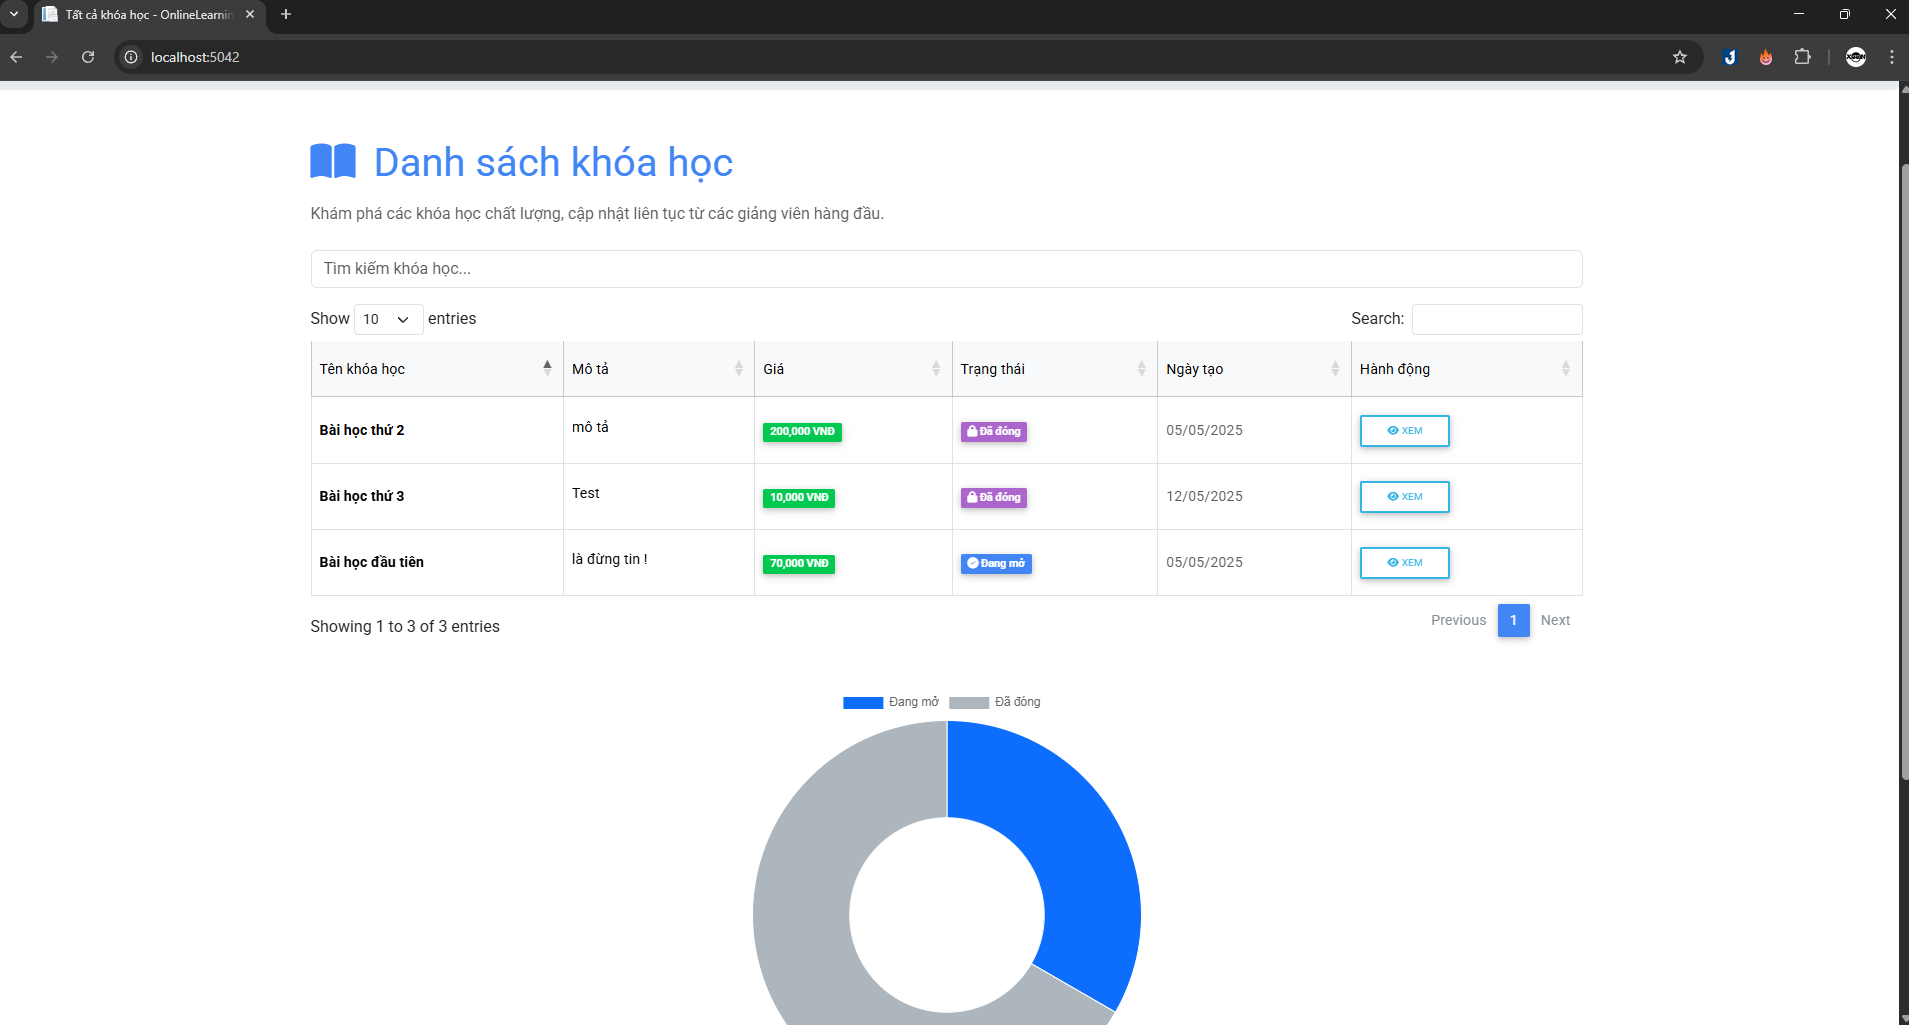 Tất cả khóa học - OnlineLearnin
localhost:5042
Danh sách khóa học
Khám phá các khóa học chất lượng, cập nhật liên tục từ các giảng viên hàng đầu.
Tìm kiếm khóa học...
Show 10 entries Search:
Tên khóa học Mô tả Giá Trạng thái Ngày tạo Hành động
Bài học thứ 2 mô tả 200,000 VNĐ Đã đóng 05/05/2025 XEM
Bài học thứ 3 Test 10,000 VNĐ Đã đóng 12/05/2025 XEM
Bài học đầu tiên là đừng tin ! 70,000 VNĐ Đang mở 05/05/2025 XEM
Showing 1 to 3 of 3 entries Previous 1 Next
Đang mở Đã đóng